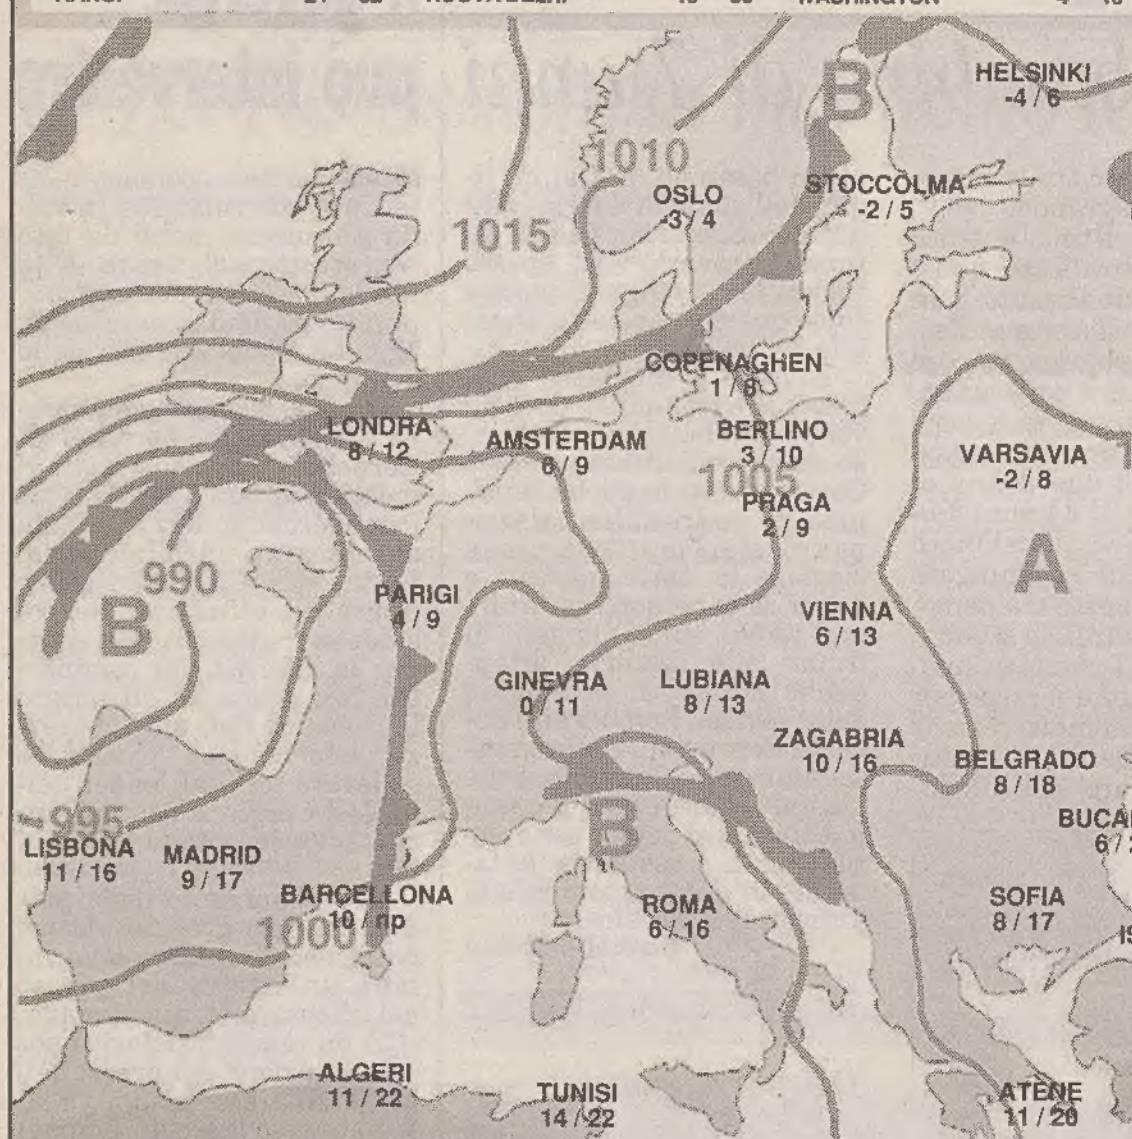 WASHINGTON
B
HELSINKI
-4 / 6
1010
OSLO
-3 / 4
STOCCOLMA
-2 / 5
1015
COPENAGHEN
1 / 6
LONDRA
8 / 12
AMSTERDAM
6 / 9
BERLINO
3 / 10
VARSAVIA
-2 / 8
1005
PRAGA
2 / 9
990
A
PARIGI
4 / 9
B
VIENNA
6 / 13
GINEVRA
0 / 11
LUBIANA
8 / 13
ZAGABRIA
10 / 16
BELGRADO
8 / 18
995
B
LISBONA
11 / 16
MADRID
9 / 17
BARCELLONA
10 / np
ROMA
6 / 16
SOFIA
8 / 17
1000
ALGERI
11 / 22
TUNISI
14 / 22
ATENE
11 / 20